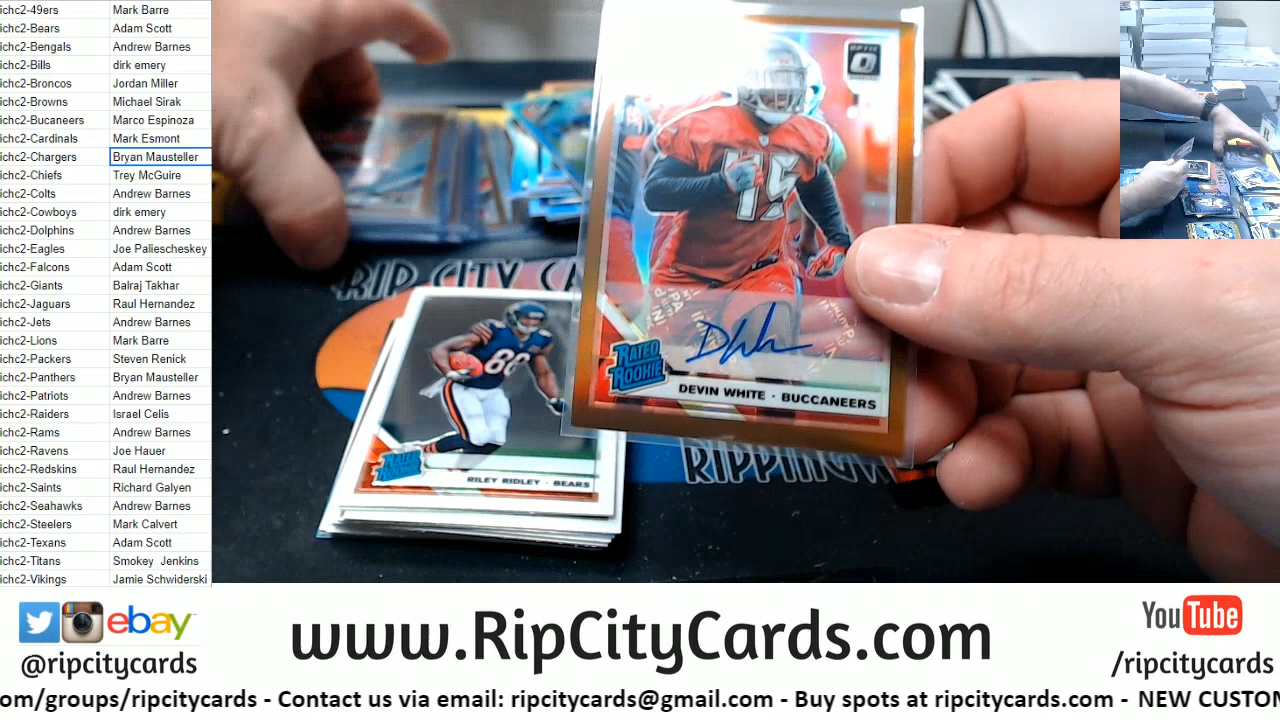 ichc2-49ers Mark Barre
ichc2-Bears Adam Scott
ichc2-Bengals Andrew Barnes
ichc2-Bills dirk emery
ichc2-Broncos Jordan Miller
ichc2-Browns Michael Sirak
ichc2-Bucaneers Marco Espinoza
ichc2-Cardinals Mark Esmont
ichc2-Chargers Bryan Mausteller
ichc2-Chiefs Trey McGuire
ichc2-Colts Andrew Barnes
ichc2-Cowboys dirk emery
ichc2-Dolphins Andrew Barnes
ichc2-Eagles Joe Paliescheskey
ichc2-Falcons Adam Scott
ichc2-Giants Balraj Takhar
ichc2-Jaguars Raul Hernandez
ichc2-Jets Andrew Barnes
ichc2-Lions Mark Barre
ichc2-Packers Steven Renick
ichc2-Panthers Bryan Mausteller
ichc2-Patriots Andrew Barnes
ichc2-Raiders Israel Celis
ichc2-Rams Andrew Barnes
ichc2-Ravens Joe Hauer
ichc2-Redskins Raul Hernandez
ichc2-Saints Richard Galyen
ichc2-Seahawks Andrew Barnes
ichc2-Steelers Mark Calvert
ichc2-Texans Adam Scott
ichc2-Titans Smokey Jenkins
ichc2-Vikings Jamie Schwiderski
OPTIC
45
RATED
ROOKIE
DEVIN WHITE · BUCCANEERS
RIP CITY
88
RATED
ROOKIE
RILEY RIDLEY · BEARS
ebay
@ripcitycards
www.RipCityCards.com
YouTube
/ripcitycards
om/groups/ripcitycards - Contact us via email: ripcitycards@gmail.com - Buy spots at ripcitycards.com - NEW CUSTOM